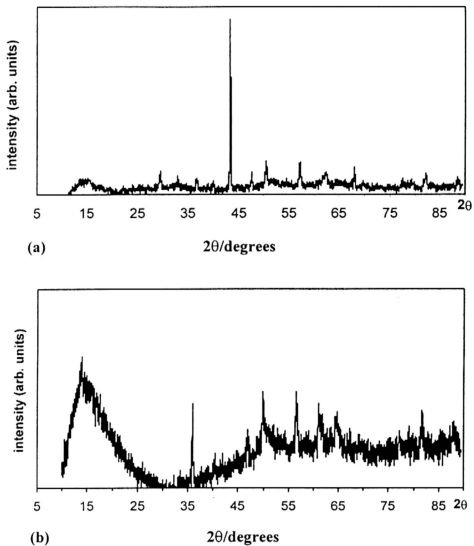 intensity (arb. units)
5 15 25 35 45 55 65 75 85 2θ
(a) 2θ/degrees
intensity (arb. units)
5 15 25 35 45 55 65 75 85 2θ
(b) 2θ/degrees